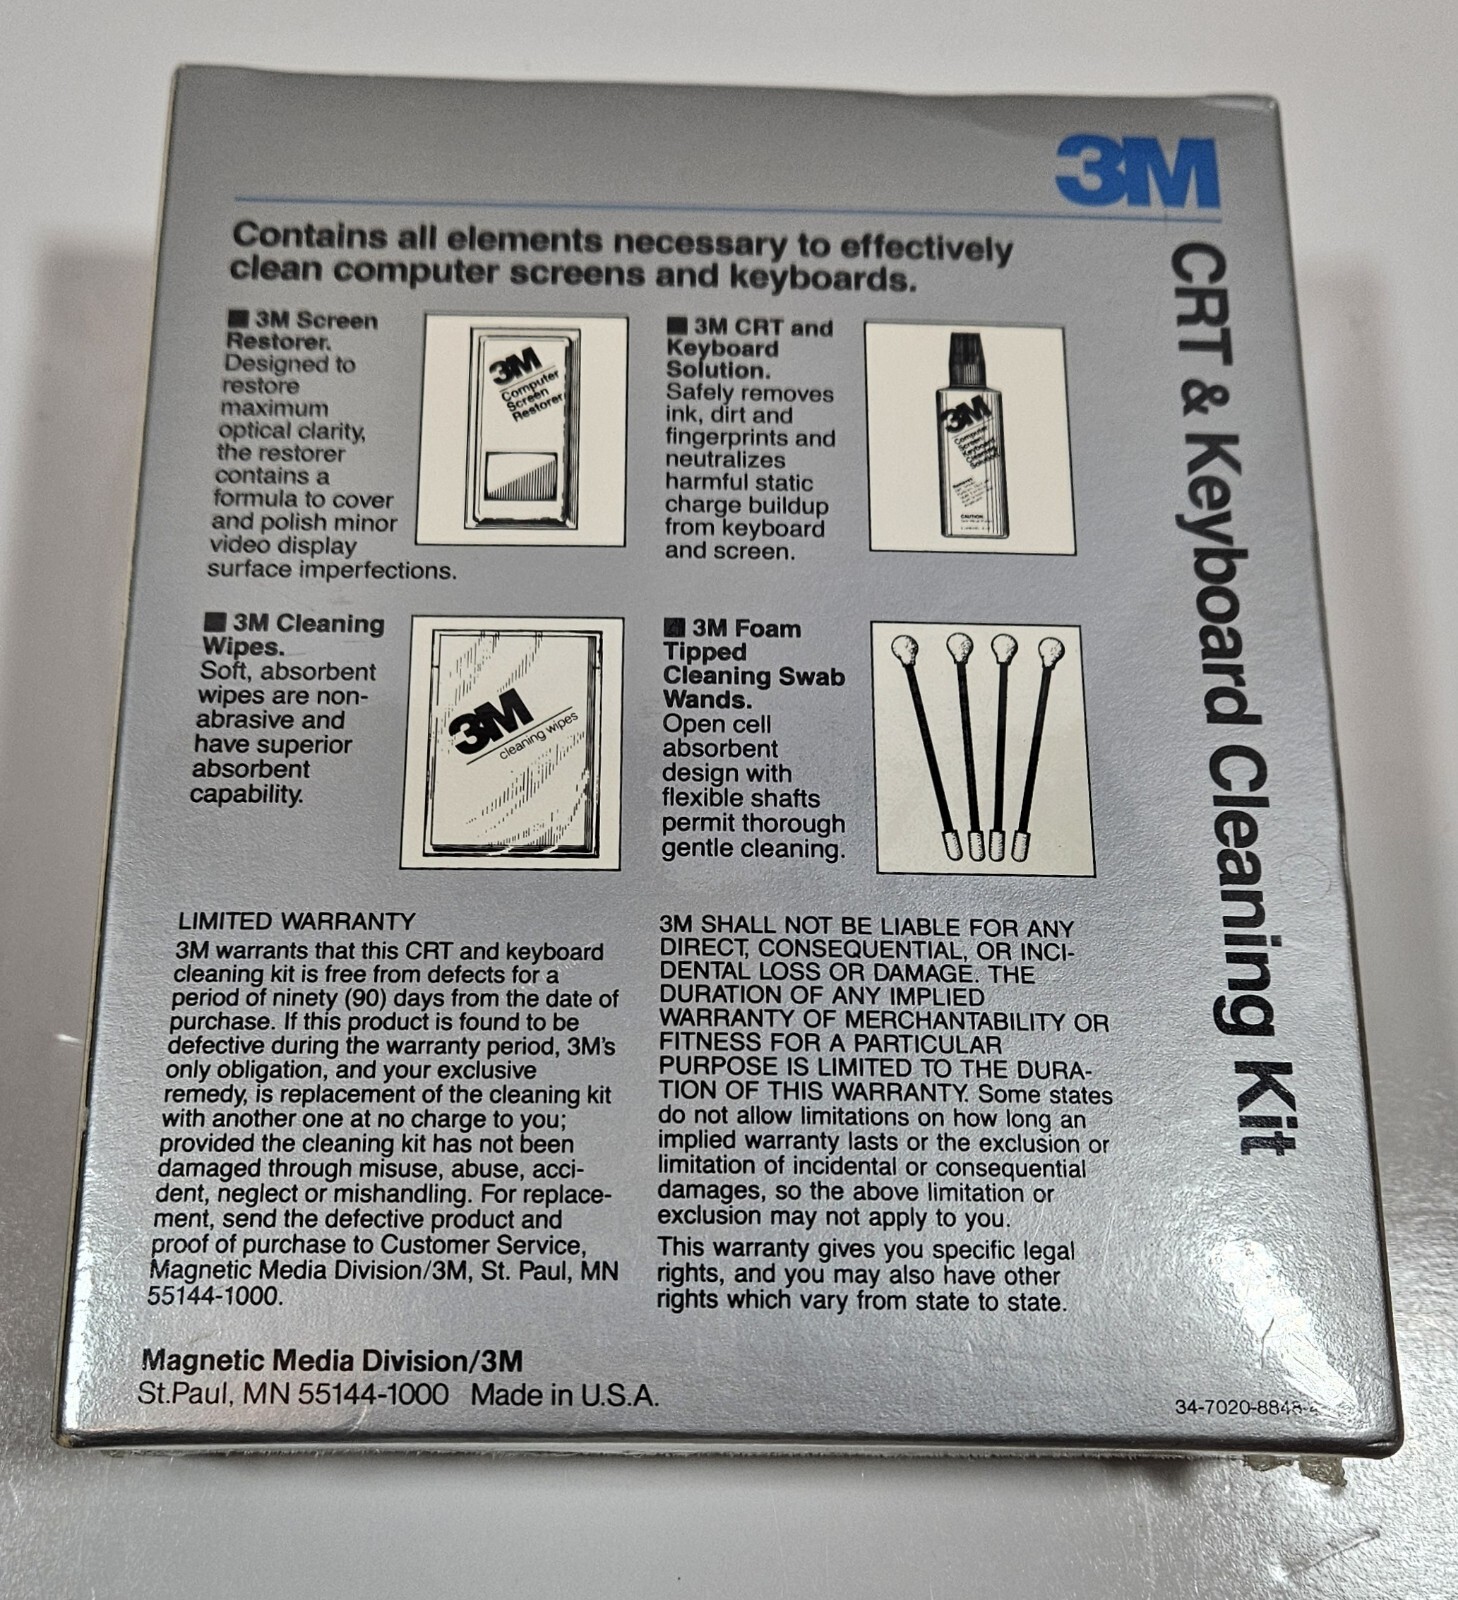 3M
CRT & Keyboard Cleaning Kit
Contains all elements necessary to effectively
clean computer screens and keyboards.
■ 3M Screen
Restorer.
Designed to
restore
maximum
optical clarity,
the restorer
contains a
formula to cover
and polish minor
video display
surface imperfections.
3M
Computer
Screen
Restorer
■ 3M CRT and
Keyboard
Solution.
Safely removes
ink, dirt and
fingerprints and
neutralizes
harmful static
charge buildup
from keyboard
and screen.
3M
Computer
Screen
CAUTION
■ 3M Cleaning
Wipes.
Soft, absorbent
wipes are non-
abrasive and
have superior
absorbent
capability.
3M
cleaning wipes
■ 3M Foam
Tipped
Cleaning Swab
Wands.
Open cell
absorbent
design with
flexible shafts
permit thorough
gentle cleaning.
LIMITED WARRANTY
3M warrants that this CRT and keyboard
cleaning kit is free from defects for a
period of ninety (90) days from the date of
purchase. If this product is found to be
defective during the warranty period, 3M's
only obligation, and your exclusive
remedy, is replacement of the cleaning kit
with another one at no charge to you;
provided the cleaning kit has not been
damaged through misuse, abuse, acci-
dent, neglect or mishandling. For replace-
ment, send the defective product and
proof of purchase to Customer Service,
Magnetic Media Division/3M, St. Paul, MN
55144-1000.
3M SHALL NOT BE LIABLE FOR ANY
DIRECT, CONSEQUENTIAL, OR INCI-
DENTAL LOSS OR DAMAGE. THE
DURATION OF ANY IMPLIED
WARRANTY OF MERCHANTABILITY OR
FITNESS FOR A PARTICULAR
PURPOSE IS LIMITED TO THE DURA-
TION OF THIS WARRANTY. Some states
do not allow limitations on how long an
implied warranty lasts or the exclusion or
limitation of incidental or consequential
damages, so the above limitation or
exclusion may not apply to you.
This warranty gives you specific legal
rights, and you may also have other
rights which vary from state to state.
Magnetic Media Division/3M
St.Paul, MN 55144-1000 Made in U.S.A.